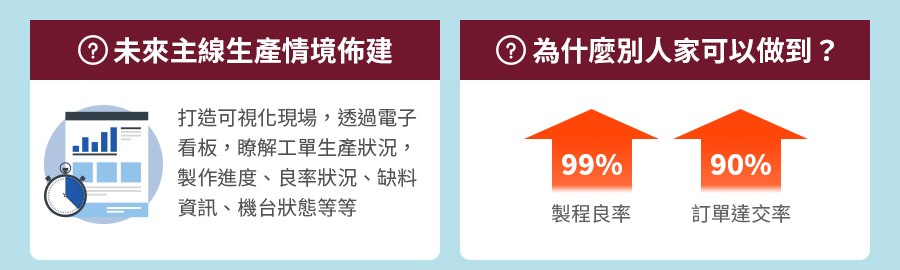 未來主線生產情境佈建
打造可視化現場，透過電子
看板，瞭解工單生產狀況，
製作進度、良率狀況、缺料
資訊、機台狀態等等
為什麼別人家可以做到？
99%
90%
製程良率
訂單達交率